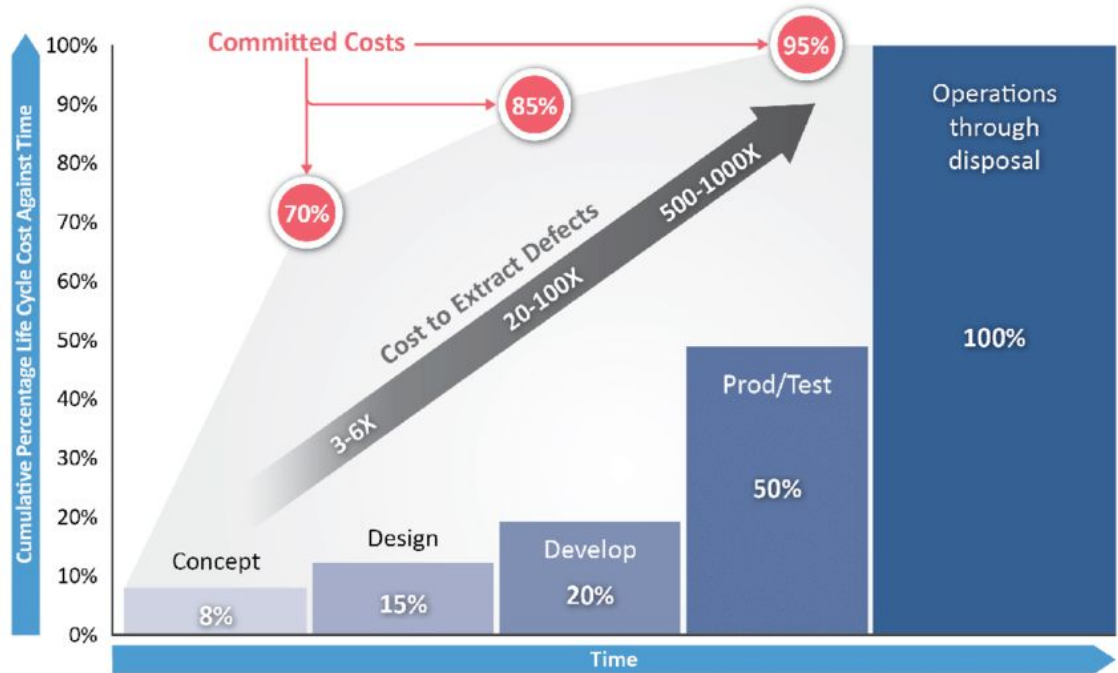 Cumulative Percentage Life Cycle Cost Against Time
100%
90%
80%
70%
60%
50%
40%
30%
20%
10%
0%
Committed Costs
70%
85%
95%
Cost to Extract Defects
3-6X
20-100X
500-1000X
Concept
8%
Design
15%
Develop
20%
Prod/Test
50%
Operations
through
disposal
100%
Time